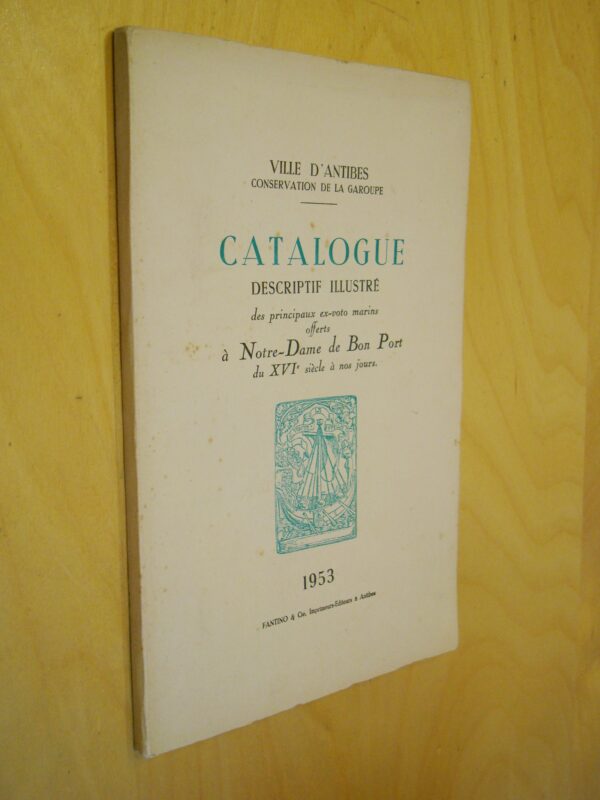 VILLE D'ANTIBES
CONSERVATION DE LA GAROUPE
CATALOGUE
DESCRIPTIF ILLUSTRÉ
des principaux ex-voto marins
offerts
à Notre-Dame de Bon Port
du XVIe siècle à nos jours.
1953
FANTINO & Cie, Imprimeurs-Editeurs à Antibes